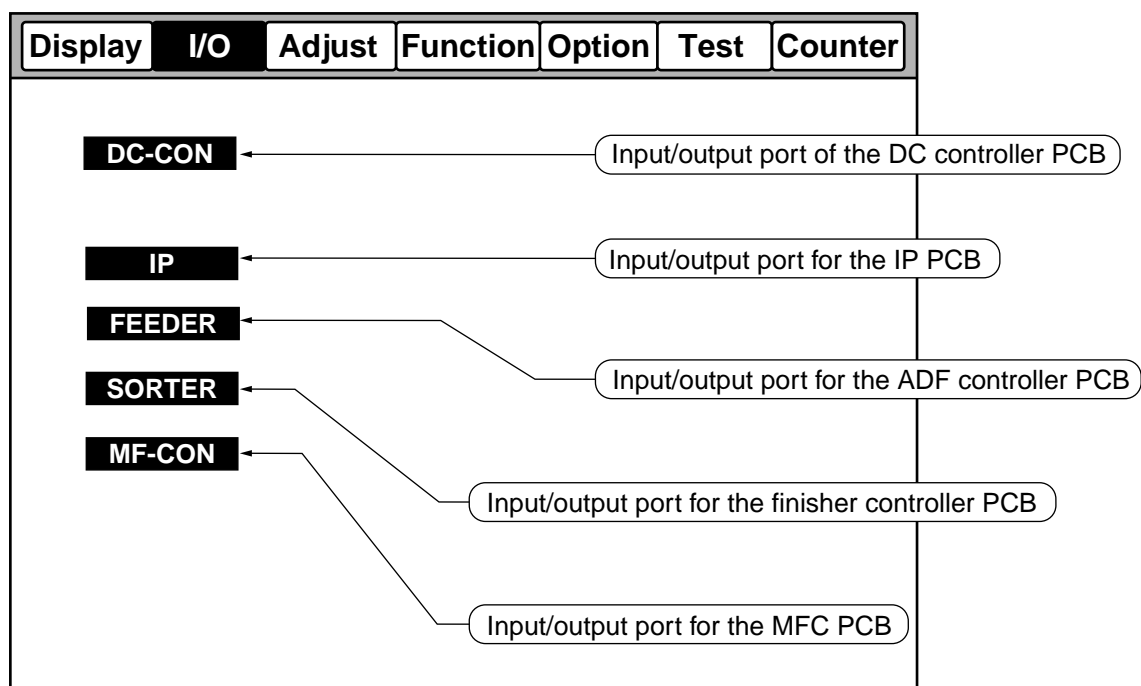 Display I/O Adjust Function Option Test Counter
DC-CON Input/output port of the DC controller PCB
IP Input/output port for the IP PCB
FEEDER
Input/output port for the ADF controller PCB
SORTER
MF-CON
Input/output port for the finisher controller PCB
Input/output port for the MFC PCB